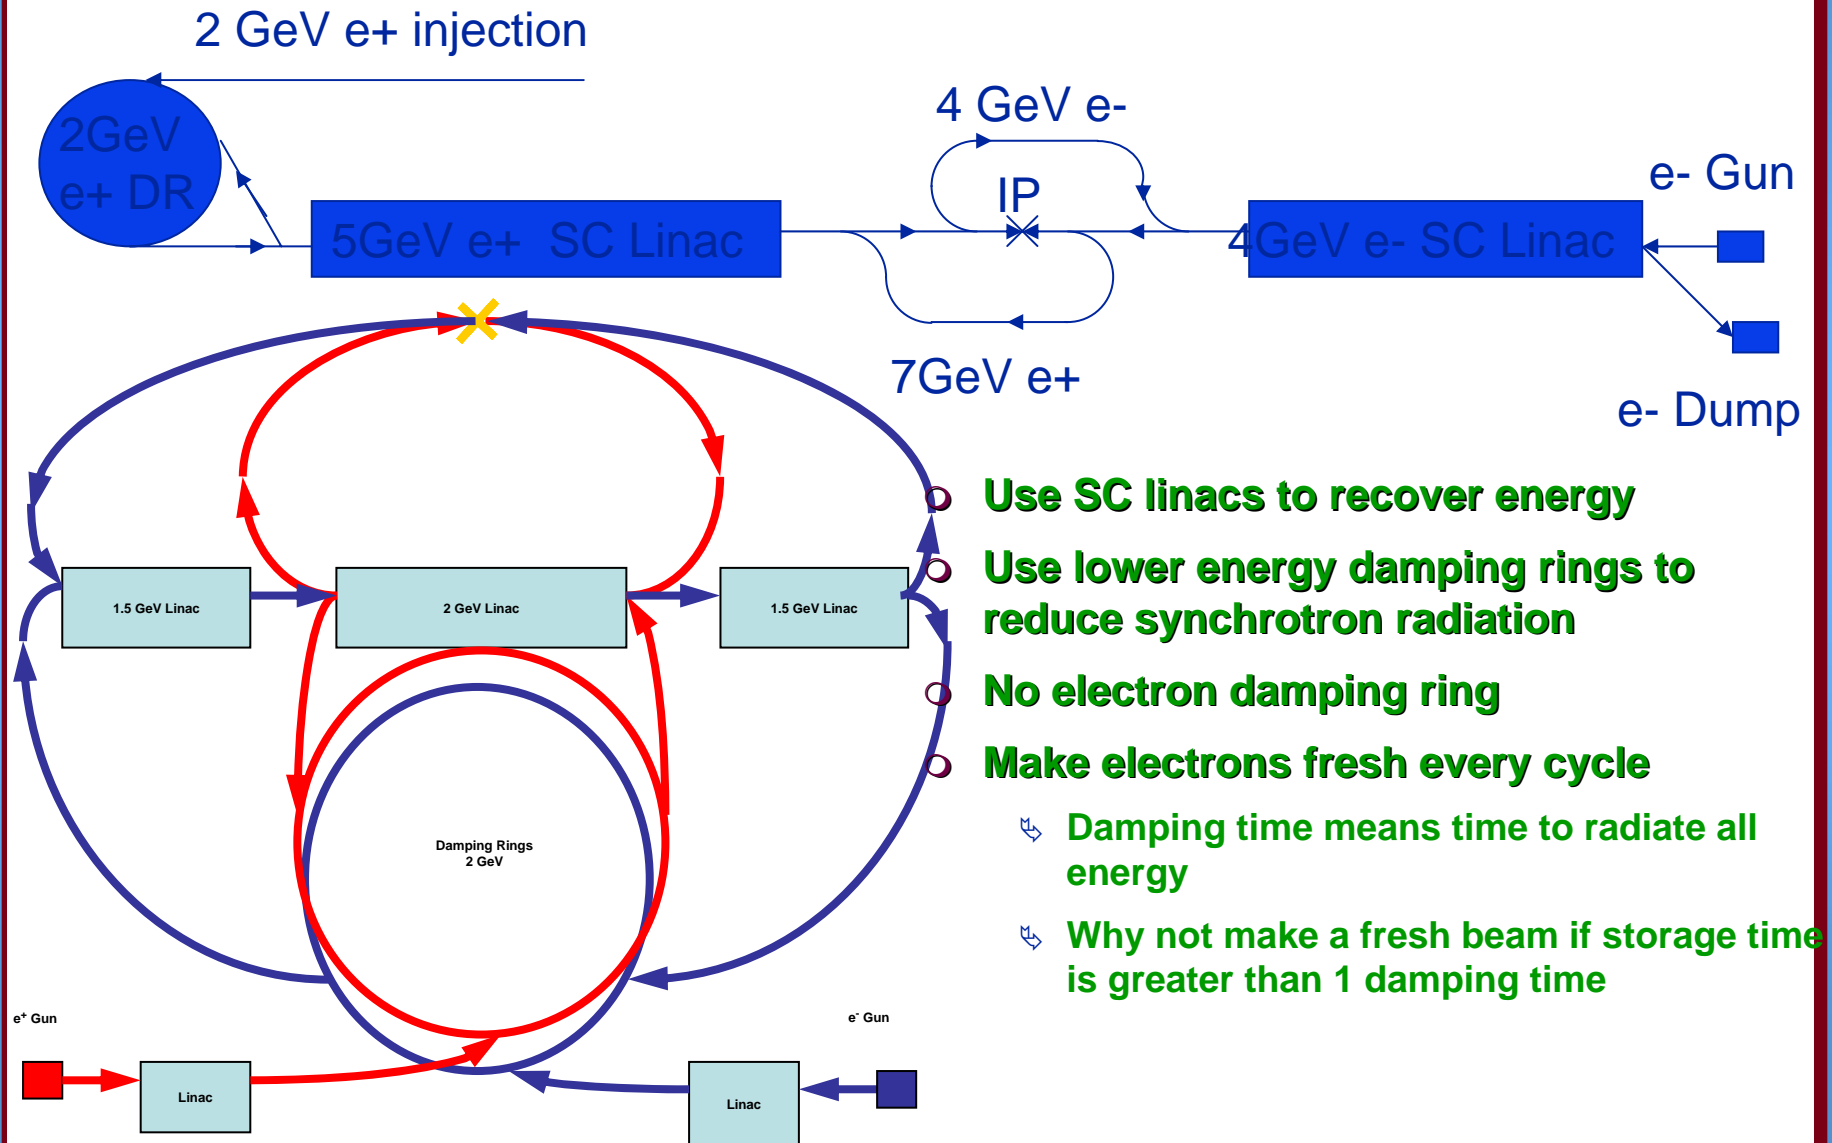 2 GeV e+ injection
2GeV
e+ DR
5GeV e+ SC Linac
4 GeV e-
IP
7GeV e+
4GeV e- SC Linac
e- Gun
e- Dump
1.5 GeV Linac
2 GeV Linac
1.5 GeV Linac
Damping Rings
2 GeV
e⁺ Gun
Linac
e⁻ Gun
Linac
Use SC linacs to recover energy
Use lower energy damping rings to
reduce synchrotron radiation
No electron damping ring
Make electrons fresh every cycle
Damping time means time to radiate all
energy
Why not make a fresh beam if storage time
is greater than 1 damping time